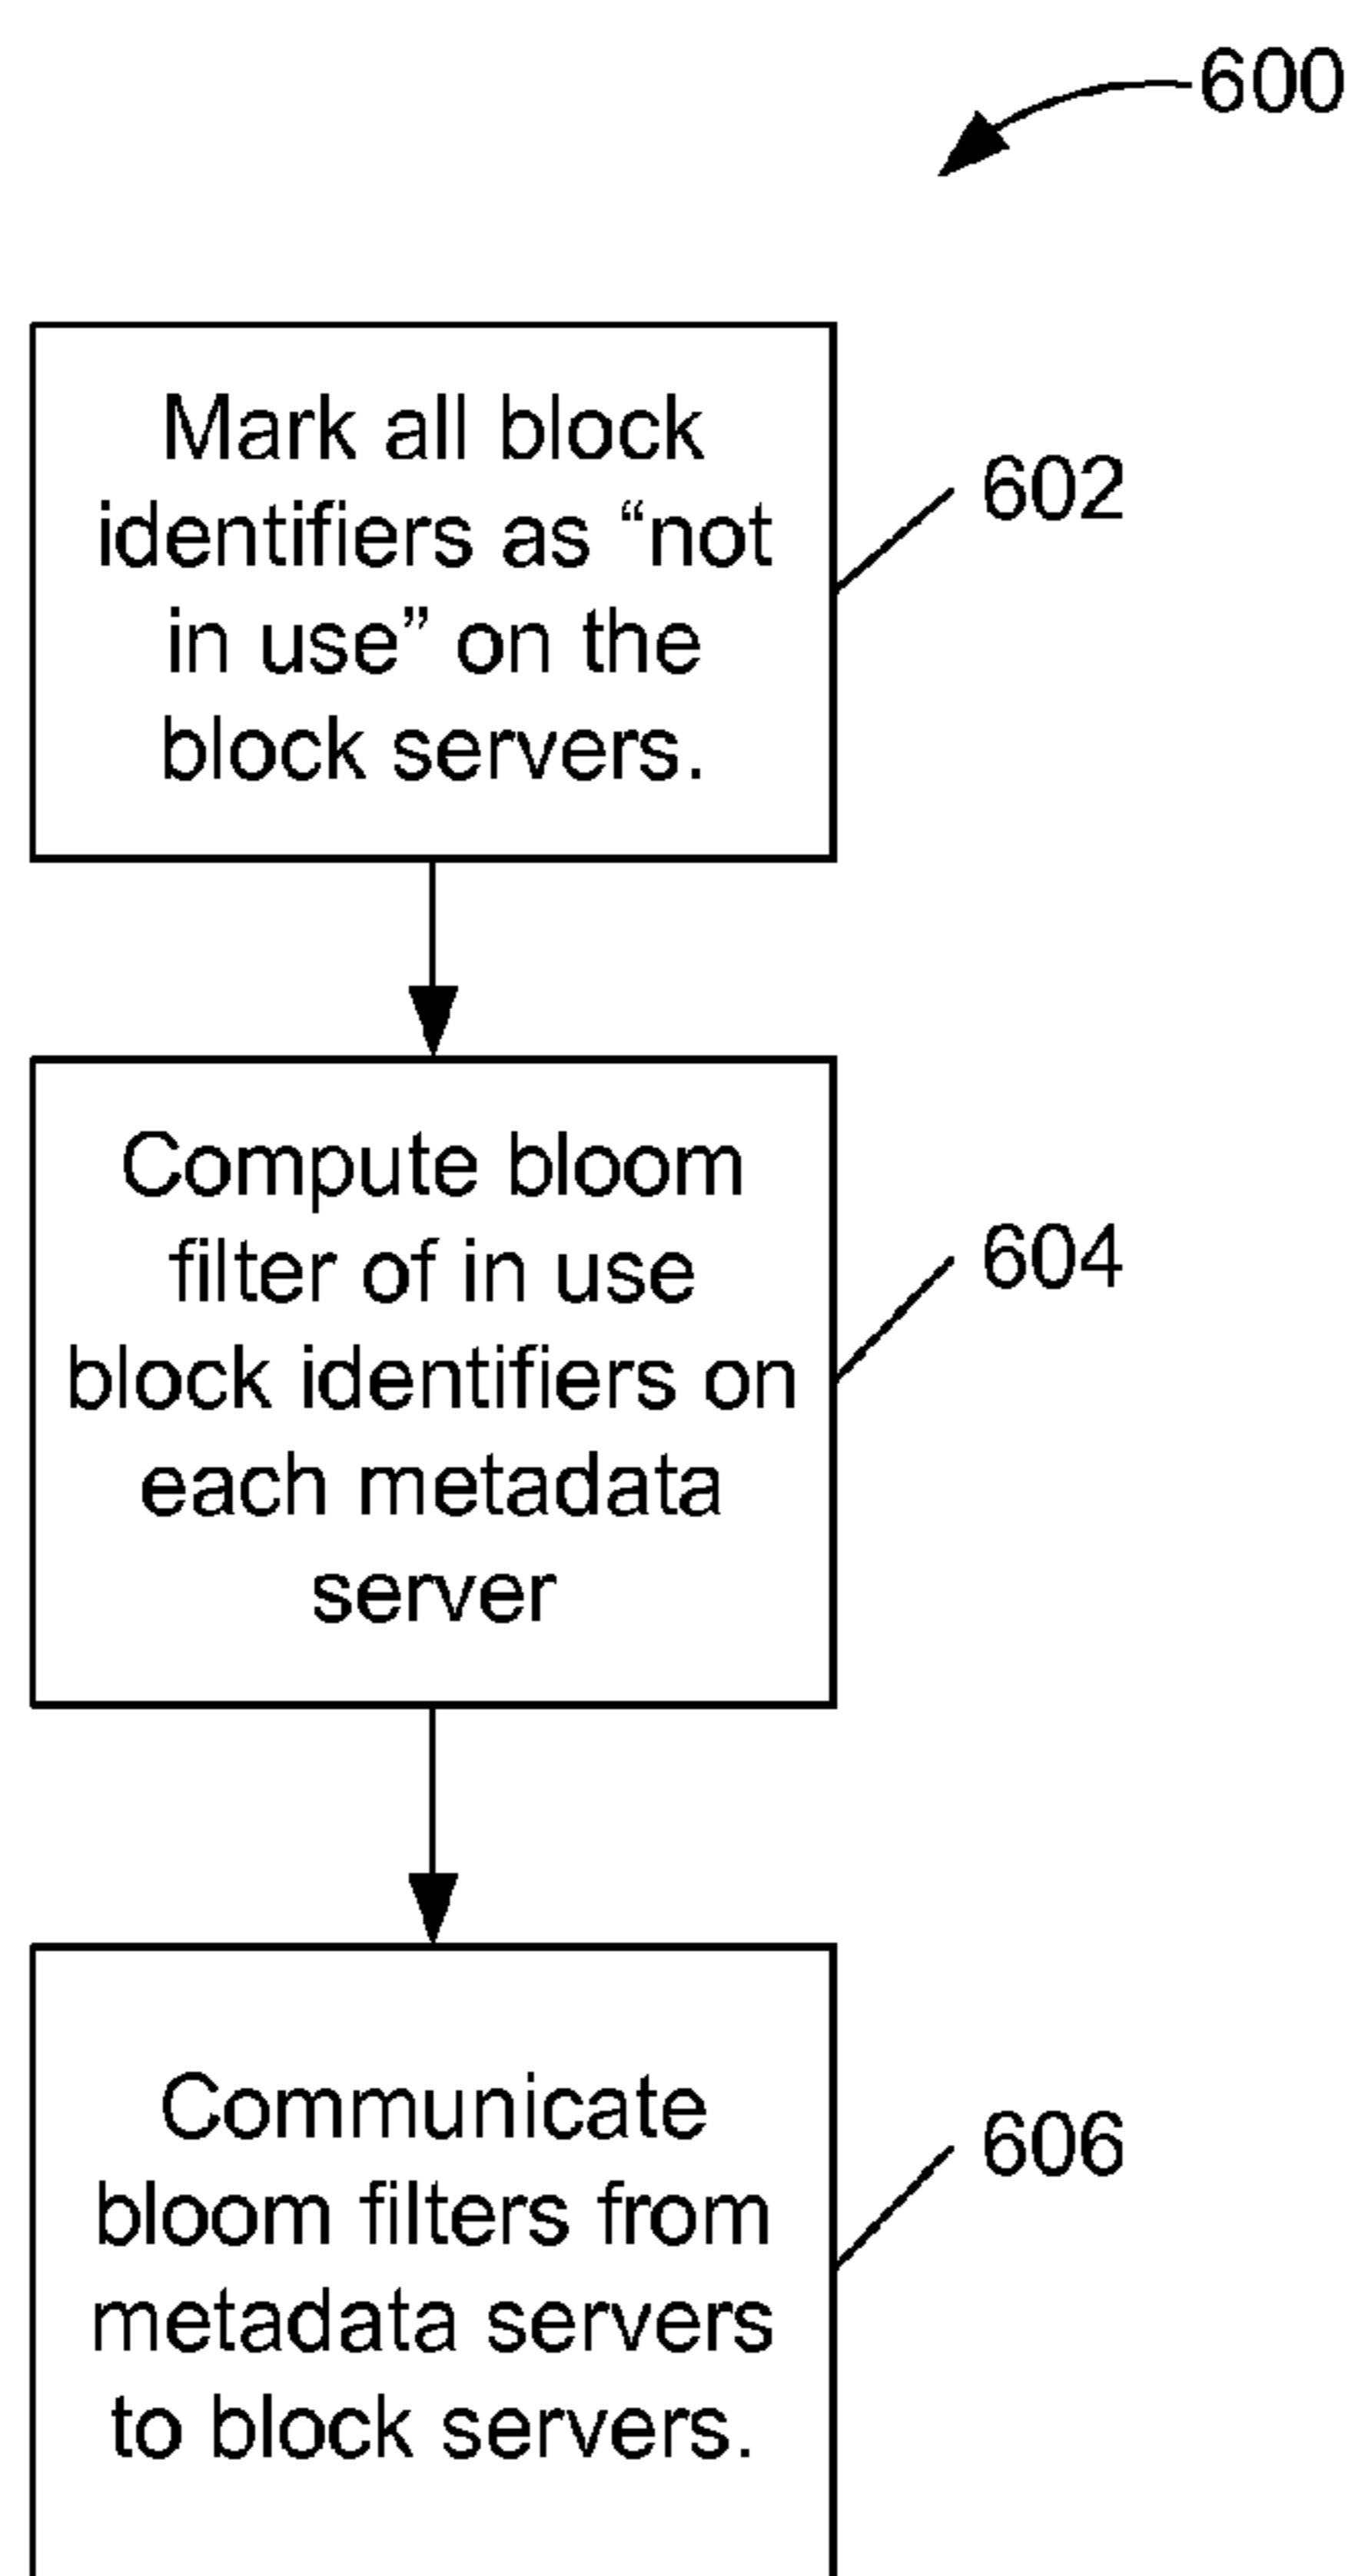 600
Mark all block
identifiers as “not
in use” on the
block servers.
602
Compute bloom
filter of in use
block identifiers on
each metadata
server
604
Communicate
bloom filters from
metadata servers
to block servers.
606